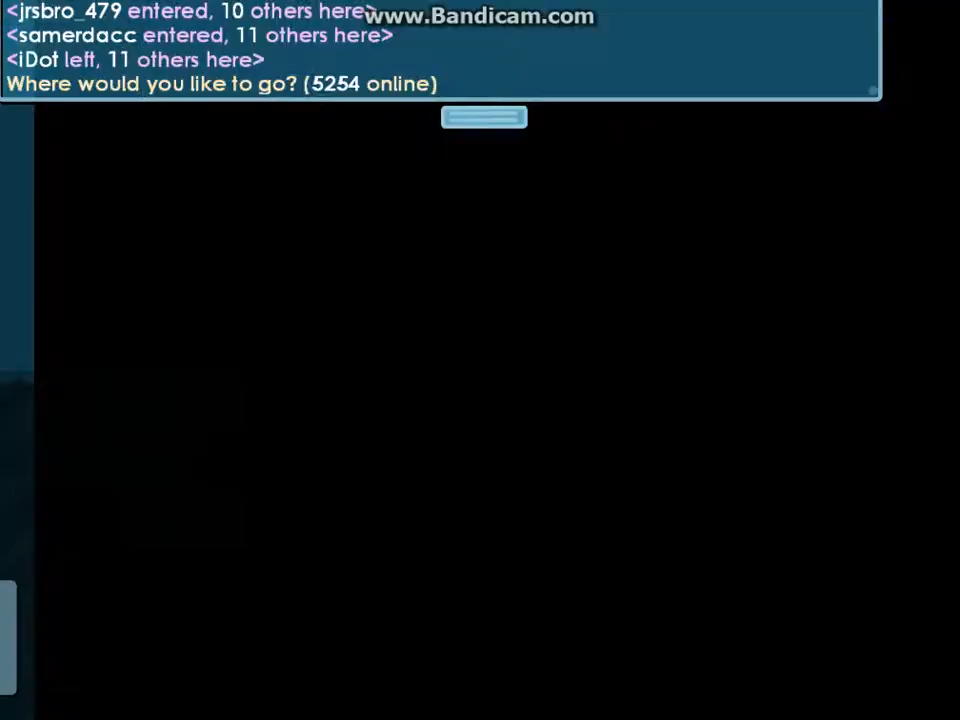 <jrsbro_479 entered, 10 others here>
www.Bandicam.com
<samerdacc entered, 11 others here>
<iDot left, 11 others here>
Where would you like to go? (5254 online)